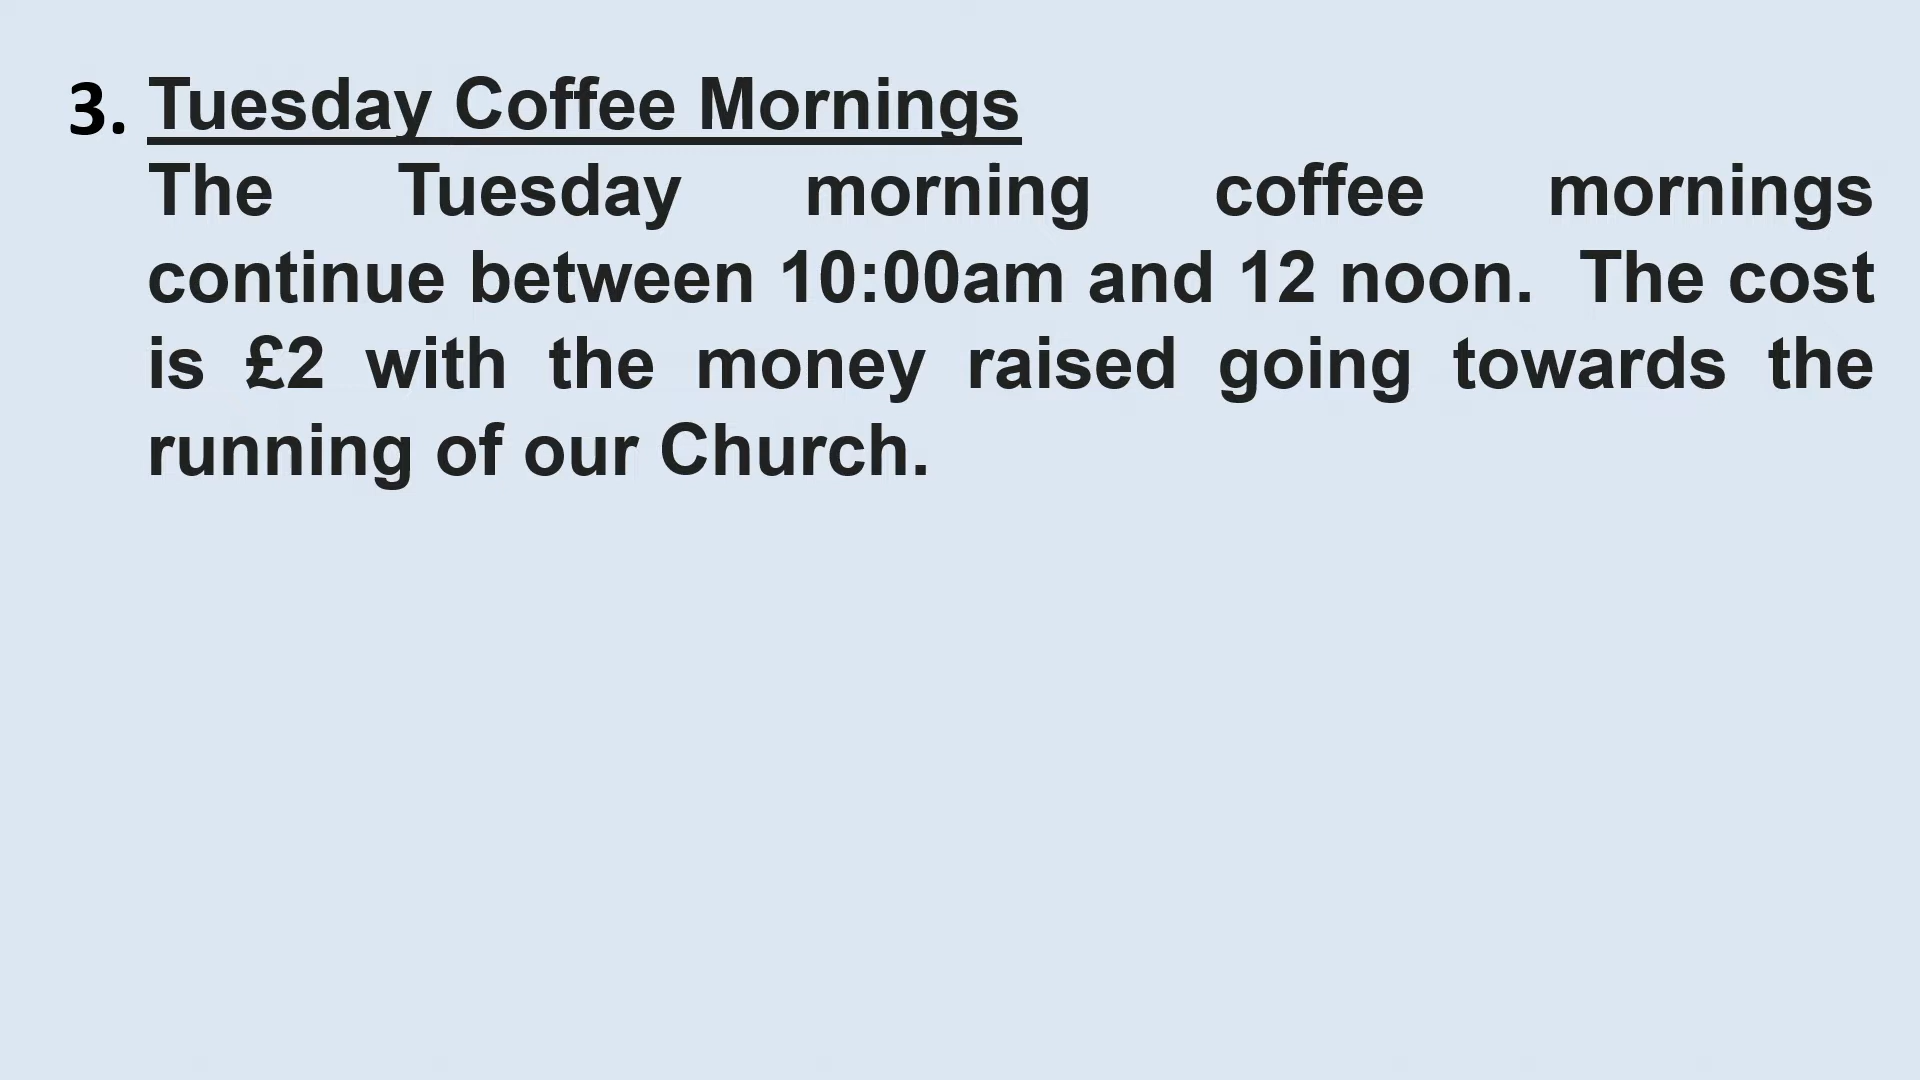 3. Tuesday Coffee Mornings
The Tuesday morning coffee mornings
continue between 10:00am and 12 noon.  The cost
is £2 with the money raised going towards the
running of our Church.